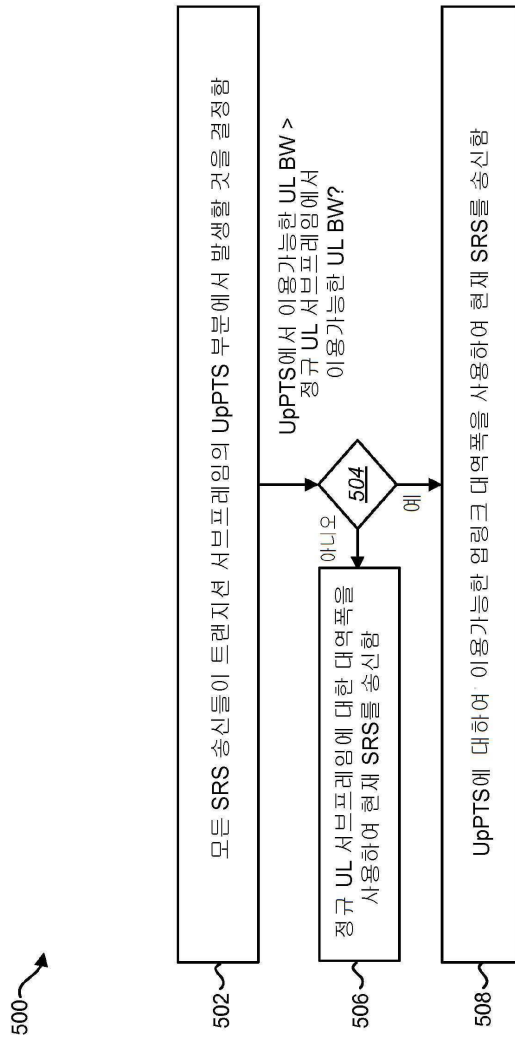 500
502
모든 SRS 송신들이 트랜지션 서브프레임의 UpPTS 부분에서 발생할 것을 결정함
UpPTS에서 이용가능한 UL BW >
정규 UL 서브프레임에서
이용가능한 UL BW?
504
아니오
예
506
정규 UL 서브프레임에 대한 대역폭을
사용하여 현재 SRS를 송신함
508
UpPTS에 대하여 이용가능한 업링크 대역폭을 사용하여 현재 SRS를 송신함